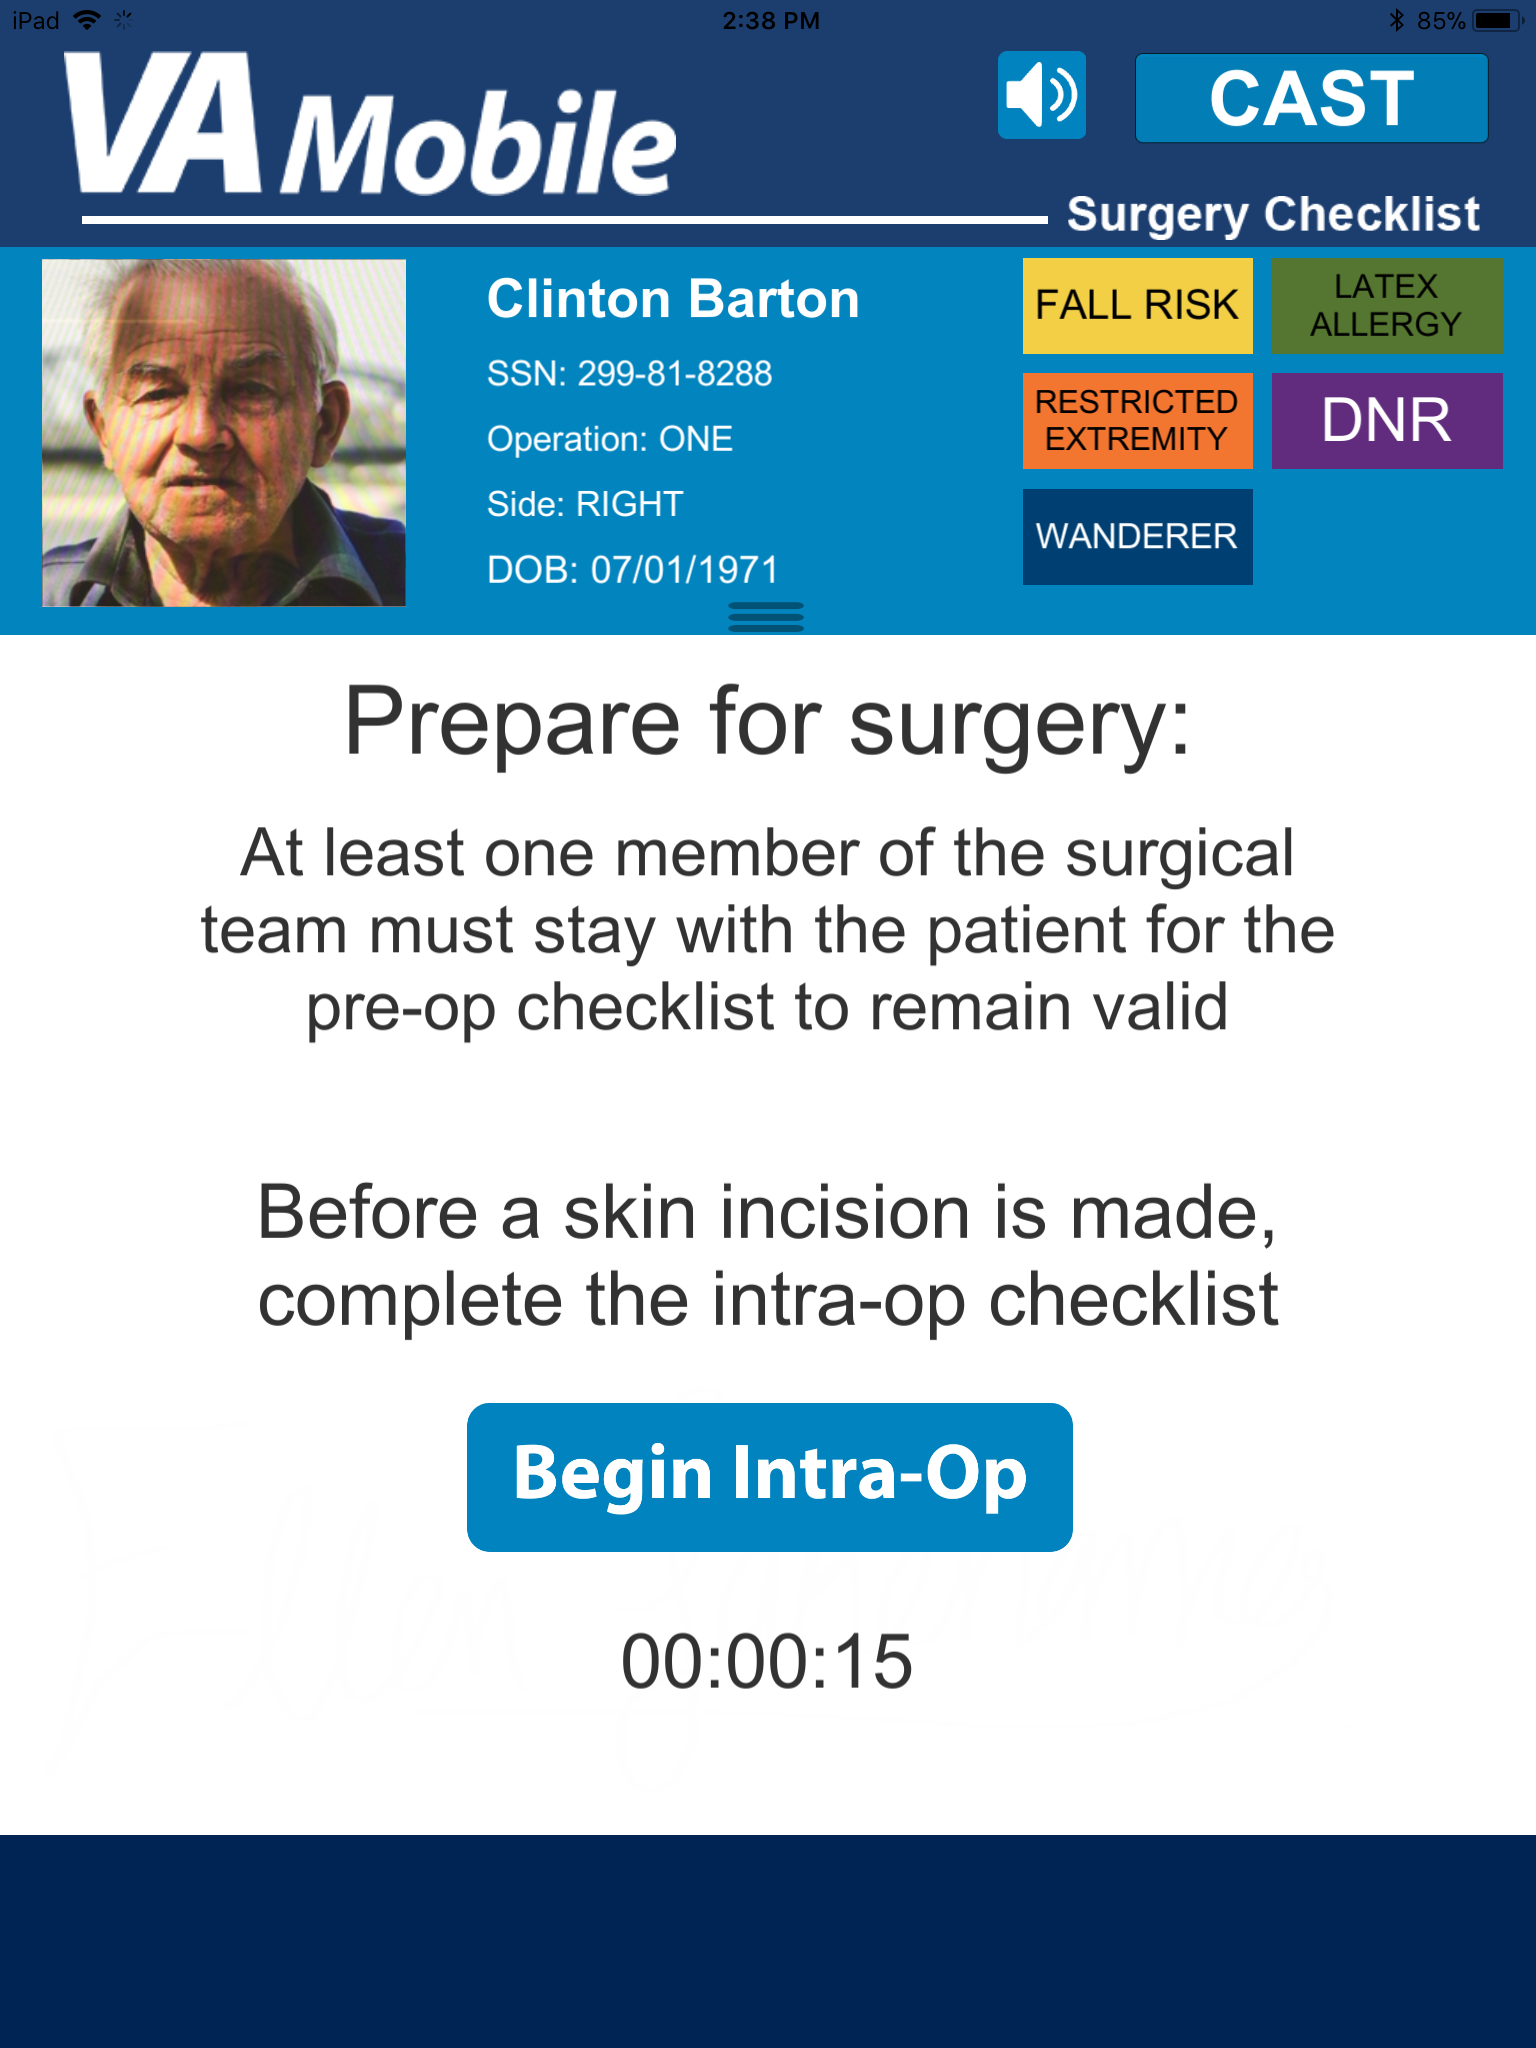 iPad 2:38 PM 85%
VA Mobile
CAST
Surgery Checklist
Clinton Barton
SSN: 299-81-8288
Operation: ONE
Side: RIGHT
DOB: 07/01/1971
FALL RISK
LATEX
ALLERGY
RESTRICTED
EXTREMITY
DNR
WANDERER
Prepare for surgery:
At least one member of the surgical
team must stay with the patient for the
pre-op checklist to remain valid
Before a skin incision is made,
complete the intra-op checklist
Begin Intra-Op
00:00:15